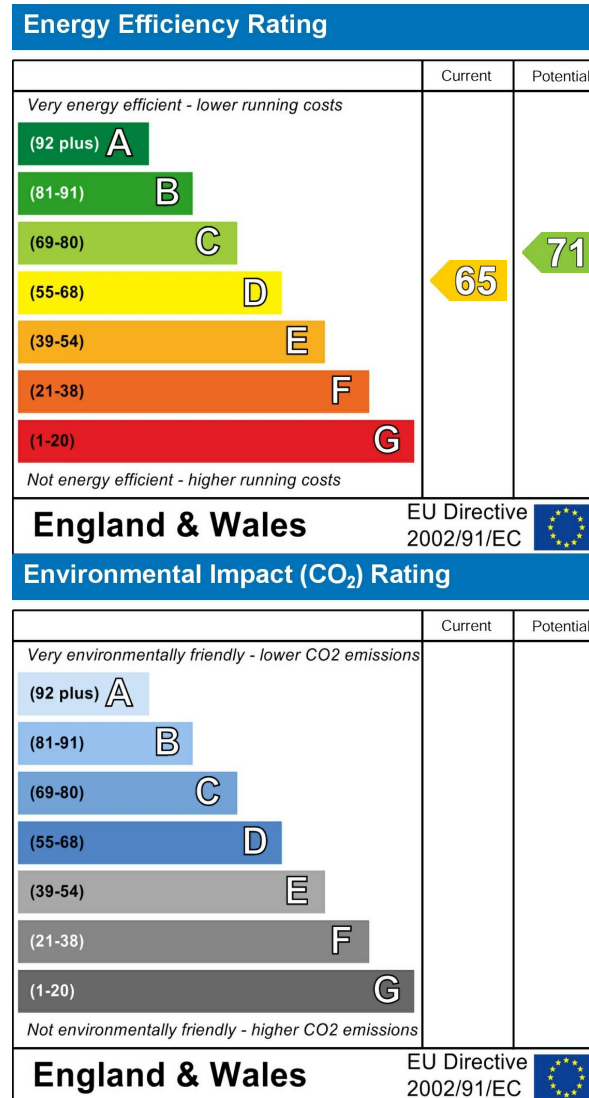 Energy Efficiency Rating
Current Potential
Very energy efficient - lower running costs
(92 plus) A
(81-91) B
(69-80) C
(55-68) D
(39-54) E
(21-38) F
(1-20) G
65
71
Not energy efficient - higher running costs
England & Wales
EU Directive
2002/91/EC
Environmental Impact (CO₂) Rating
Current Potential
Very environmentally friendly - lower CO2 emissions
(92 plus) A
(81-91) B
(69-80) C
(55-68) D
(39-54) E
(21-38) F
(1-20) G
Not environmentally friendly - higher CO2 emissions
England & Wales
EU Directive
2002/91/EC